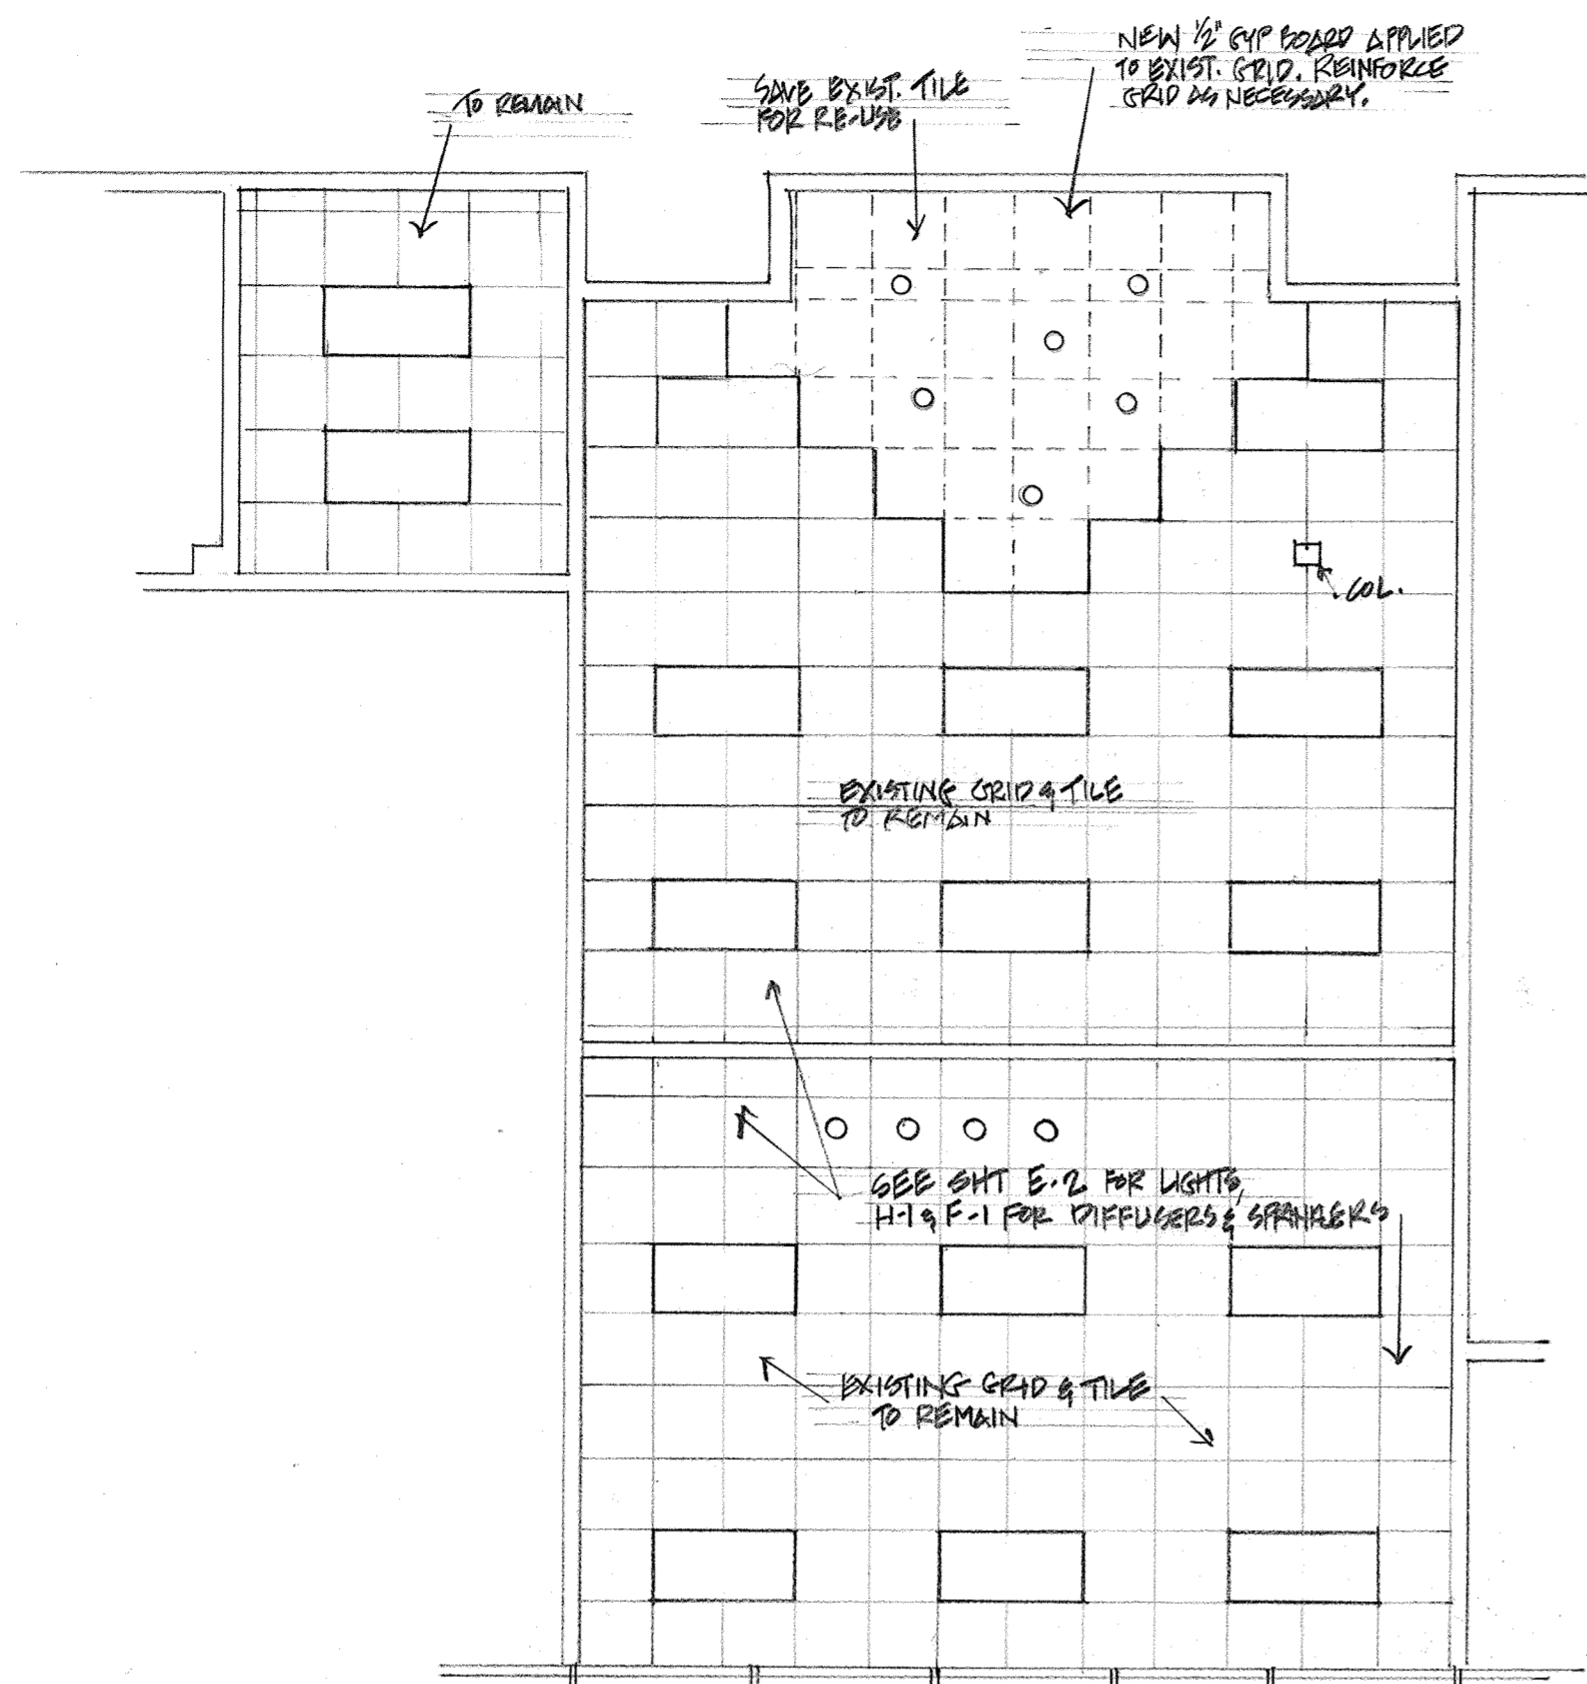 NEW 1/2" GYP BOARD APPLIED
TO EXIST. GRID. REINFORCE
GRID AS NECESSARY.
SAVE EXIST. TILE
FOR RE-USE
TO REMAIN
COL.
EXISTING GRID & TILE
TO REMAIN
SEE SHT E-2 FOR LIGHTS,
H-1 & F-1 FOR DIFFUSERS & SPRINKLERS
EXISTING GRID & TILE
TO REMAIN